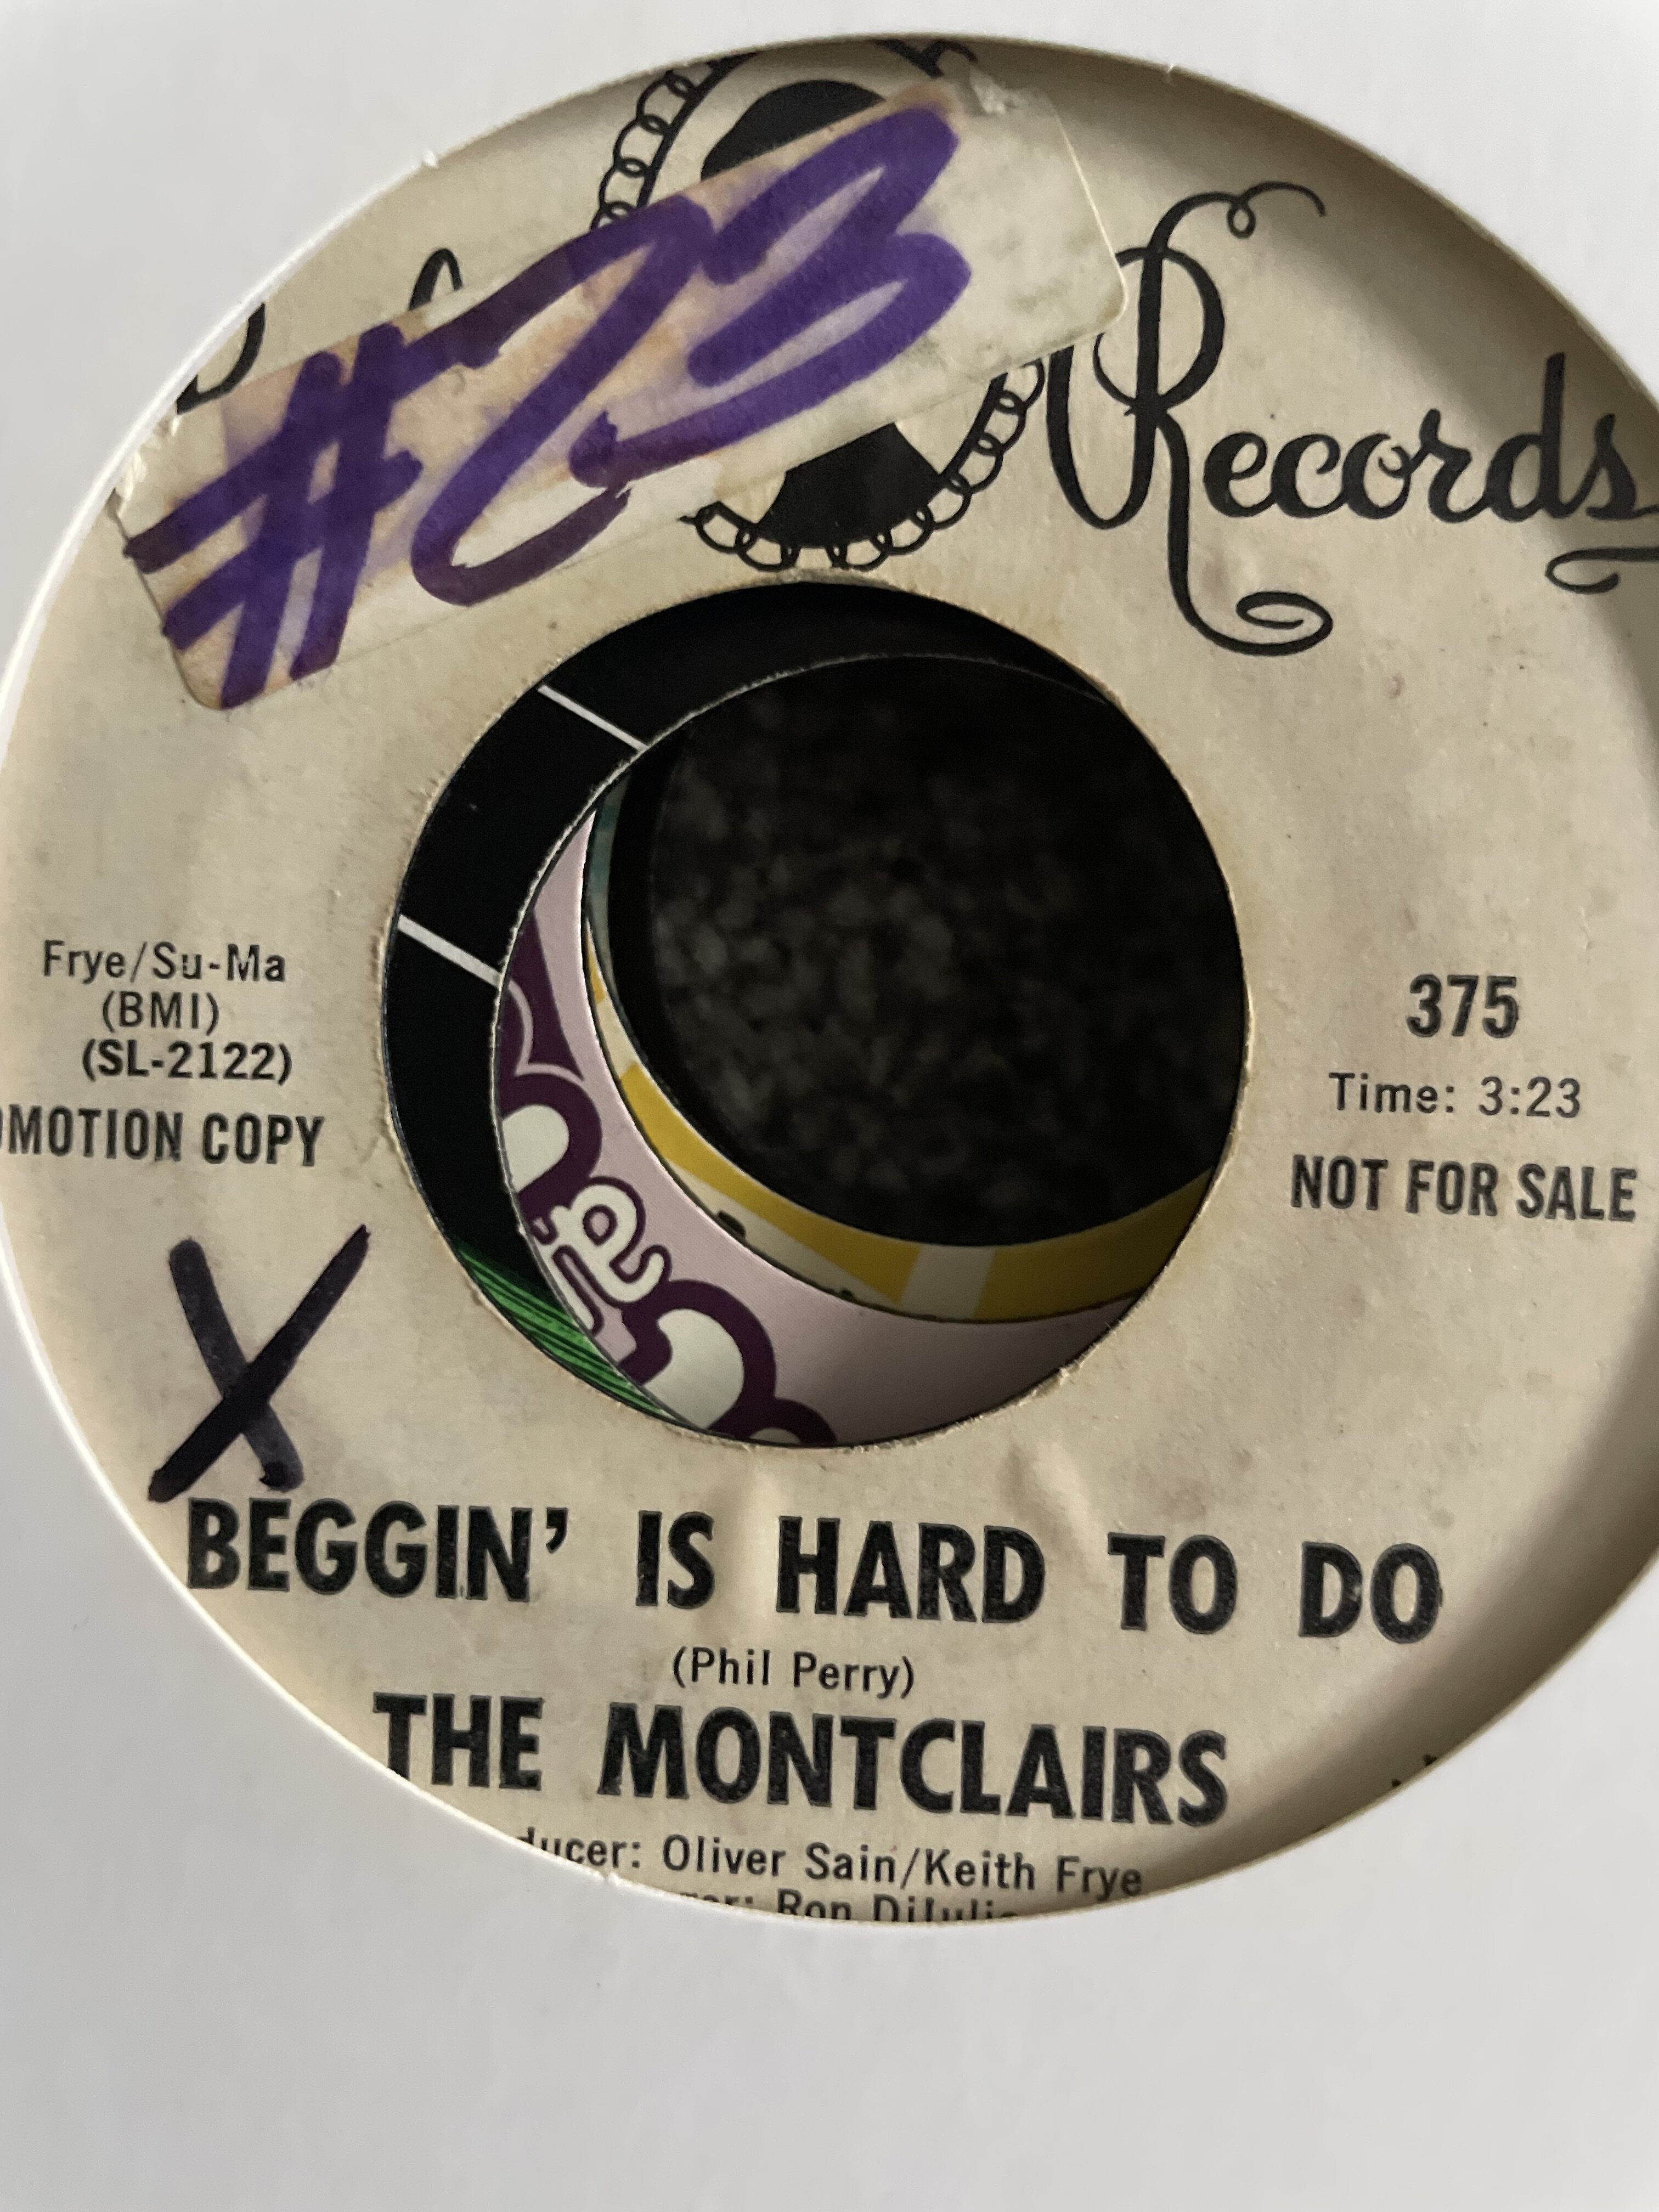 #23
Records
Frye/Su-Ma
(BMI)
(SL-2122)
COPY
375
Time: 3:23
NOT FOR SALE
X
BEGGIN' IS HARD TO DO
(Phil Perry)
THE MONTCLAIRS
Oliver Sain/Keith Frye
Ron